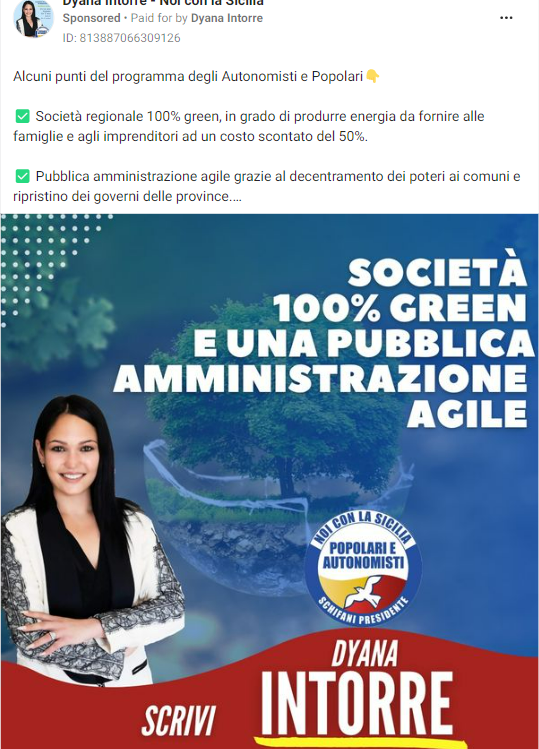 Dyana Intorre - Noi con la Sicilia
Sponsored • Paid for by Dyana Intorre
ID: 813887066309126
Alcuni punti del programma degli Autonomisti e Popolari👇
✅ Società regionale 100% green, in grado di produrre energia da fornire alle
famiglie e agli imprenditori ad un costo scontato del 50%.
✅ Pubblica amministrazione agile grazie al decentramento dei poteri ai comuni e
ripristino dei governi delle province....
SOCIETÀ
100% GREEN
E UNA PUBBLICA
AMMINISTRAZIONE
AGILE
NOI CON LA SICILIA
POPOLARI E
AUTONOMISTI
SCHIFANI PRESIDENTE
DYANA
SCRIVI INTORRE